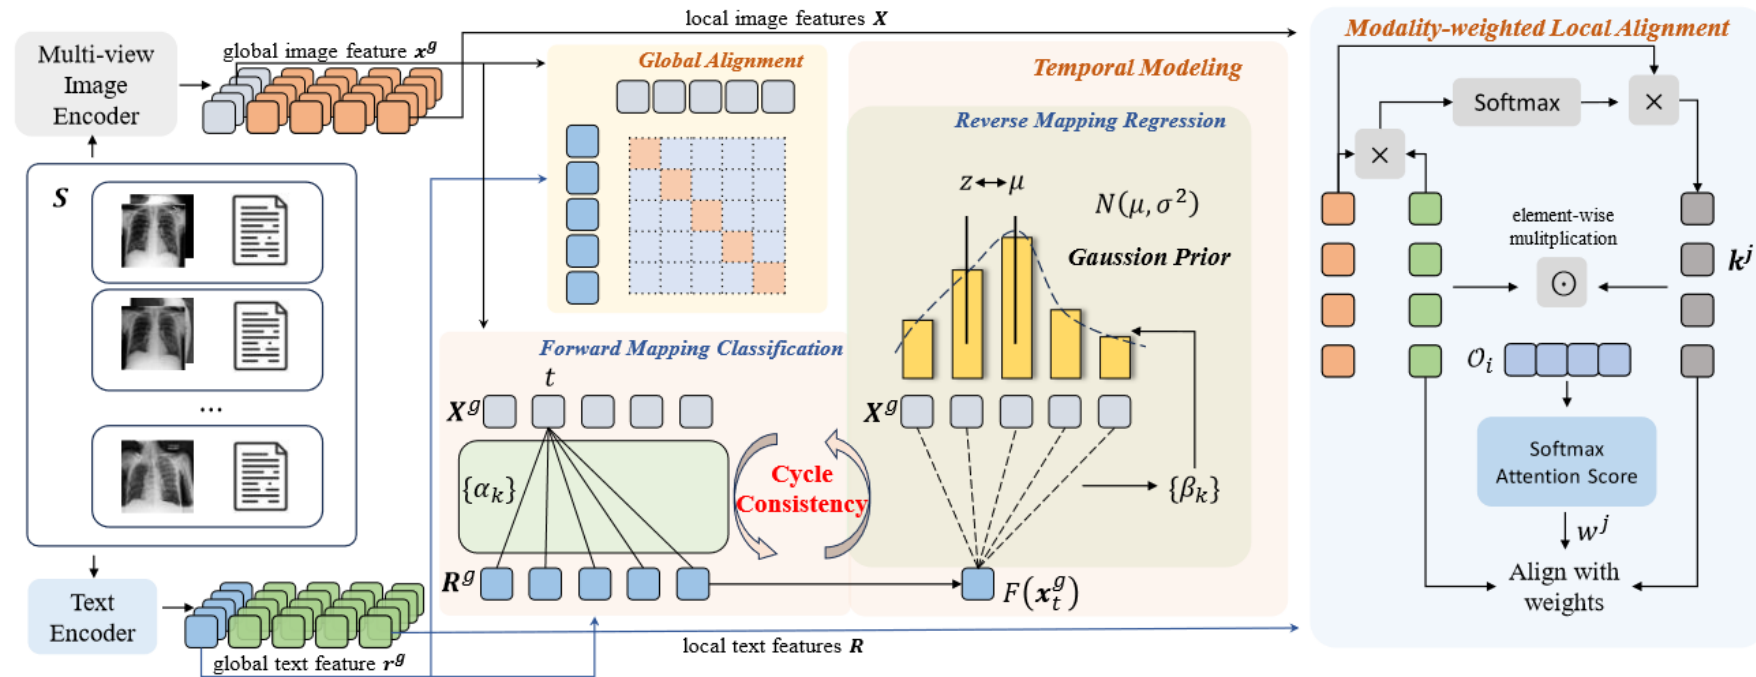 Multi-view
Image
Encoder
global image feature x^g
local image features X
S
...
Text
Encoder
global text feature r^g
local text features R
Global Alignment
Temporal Modeling
Reverse Mapping Regression
z μ
N(μ, σ²)
Gaussion Prior
X^g
{β_k}
F(x_t^g)
Forward Mapping Classification
t
X^g
{α_k}
R^g
Cycle
Consistency
Modality-weighted Local Alignment
Softmax
×
×
element-wise
mulitplication
⊙
k^j
𝒪_i
Softmax
Attention Score
w^j
Align with
weights